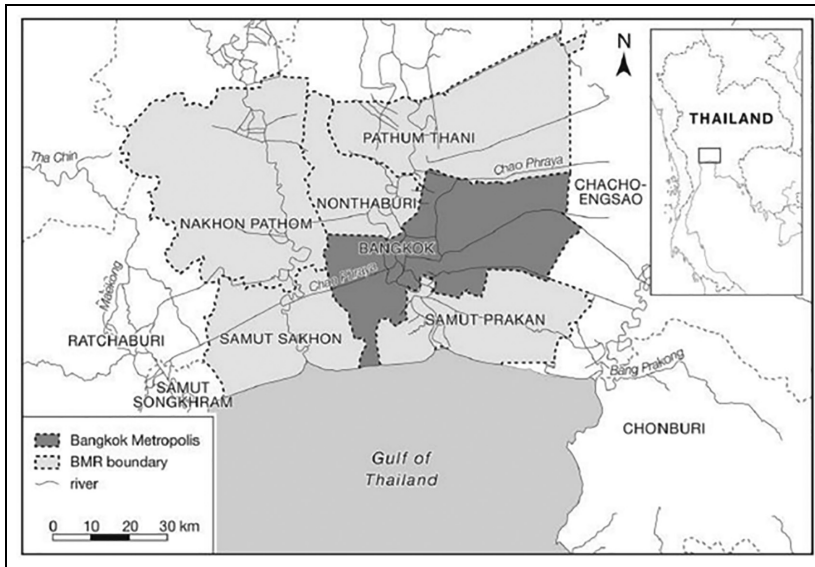 N
THAILAND
PATHUM THANI
Tha Chin
Chao Phraya
CHACHO-
ENGSAO
NONTHABURI
NAKHON PATHOM
BANGKOK
Chao Phraya
Maekong
SAMUT PRAKAN
RATCHABURI
SAMUT SAKHON
Bang Prakong
SAMUT
SONGKHRAM
CHONBURI
Bangkok Metropolis
BMR boundary
river
Gulf of
Thailand
0 10 20 30 km